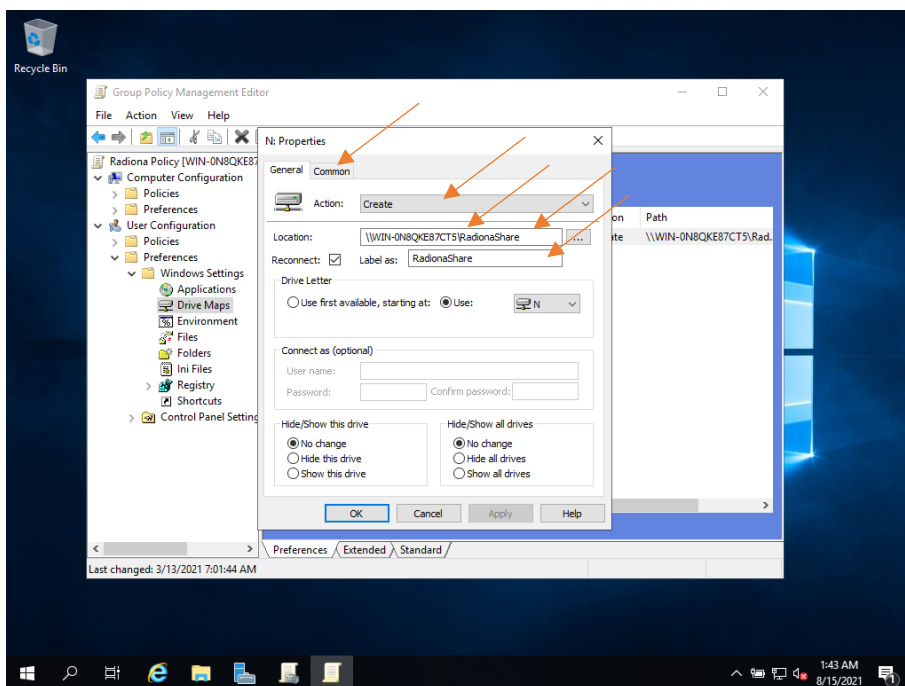 Recycle Bin
Group Policy Management Editor
File Action View Help
Radiona Policy [WIN-0N8QKE87
Computer Configuration
Policies
Preferences
User Configuration
Policies
Preferences
Windows Settings
Applications
Drive Maps
Environment
Files
Folders
Ini Files
Registry
Shortcuts
Control Panel Setting
N: Properties
General Common
Action: Create
Location: \\WIN-0N8QKE87CT5\RadionaShare ...
Reconnect: Label as: RadionaShare
Drive Letter
Use first available, starting at: Use: N
Connect as (optional)
User name:
Password: Confirm password:
Hide/Show this drive Hide/Show all drives
No change No change
Hide this drive Hide all drives
Show this drive Show all drives
OK Cancel Apply Help
on Path
ate \\WIN-0N8QKE87CT5\Rad.
Preferences Extended Standard
Last changed: 3/13/2021 7:01:44 AM
1:43 AM
8/15/2021
1